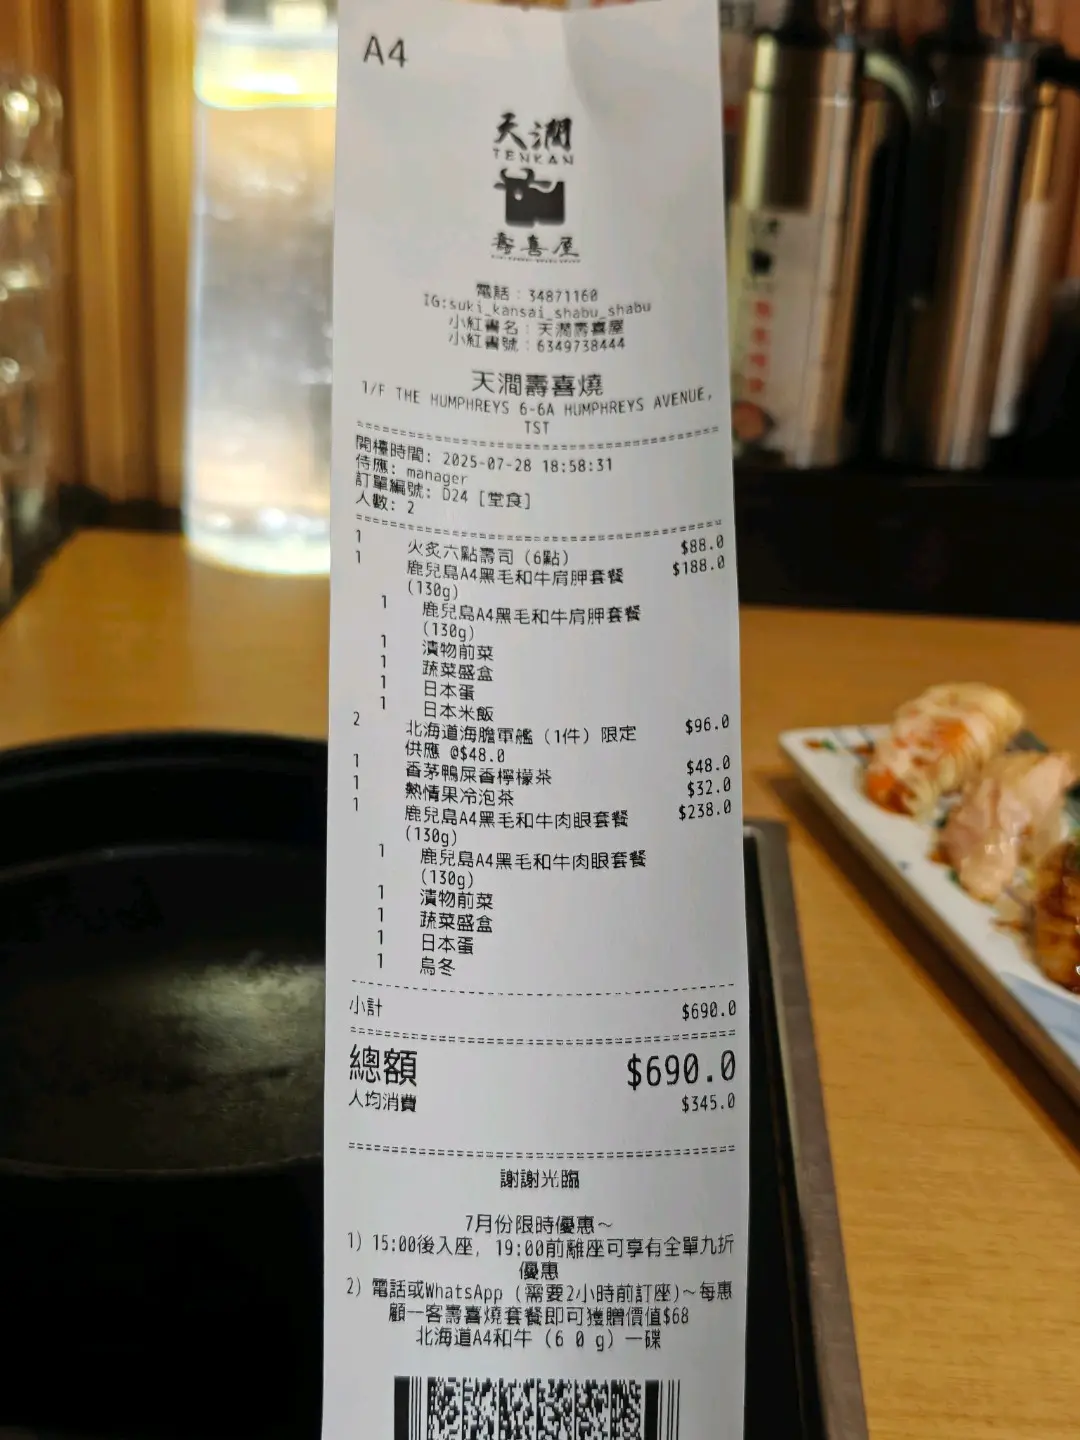 A4
天澗
TENKAN
壽喜屋
電話：34871160
IG:suki_kansai_shabu_shabu
小紅書名：天澗壽喜屋
小紅書號：6349738444
天澗壽喜燒
1/F THE HUMPHREYS 6-6A HUMPHREYS AVENUE,
TST
開檯時間: 2025-07-28 18:58:31
侍應: manager
訂單編號: D24 [堂食]
人數: 2
1 火炙六點壽司（6點） $88.0
1 鹿兒島A4黑毛和牛肩胛套餐 $188.0
(130g)
1 鹿兒島A4黑毛和牛肩胛套餐
(130g)
1 漬物前菜
1 蔬菜盛盒
1 日本蛋
1 日本米飯
2 北海道海膽軍艦（1件）限定 $96.0
供應 @$48.0
1 香茅鴨屎香檸檬茶 $48.0
1 熱情果冷泡茶 $32.0
1 鹿兒島A4黑毛和牛肉眼套餐 $238.0
(130g)
1 鹿兒島A4黑毛和牛肉眼套餐
(130g)
1 漬物前菜
1 蔬菜盛盒
1 日本蛋
1 烏冬
小計 $690.0
總額 $690.0
人均消費 $345.0
謝謝光臨
7月份限時優惠～
1) 15:00後入座, 19:00前離座可享有全單九折
優惠
2) 電話或WhatsApp (需要2小時前訂座)～每惠
顧一客壽喜燒套餐即可獲贈價值$68
北海道A4和牛（６０ｇ）一碟